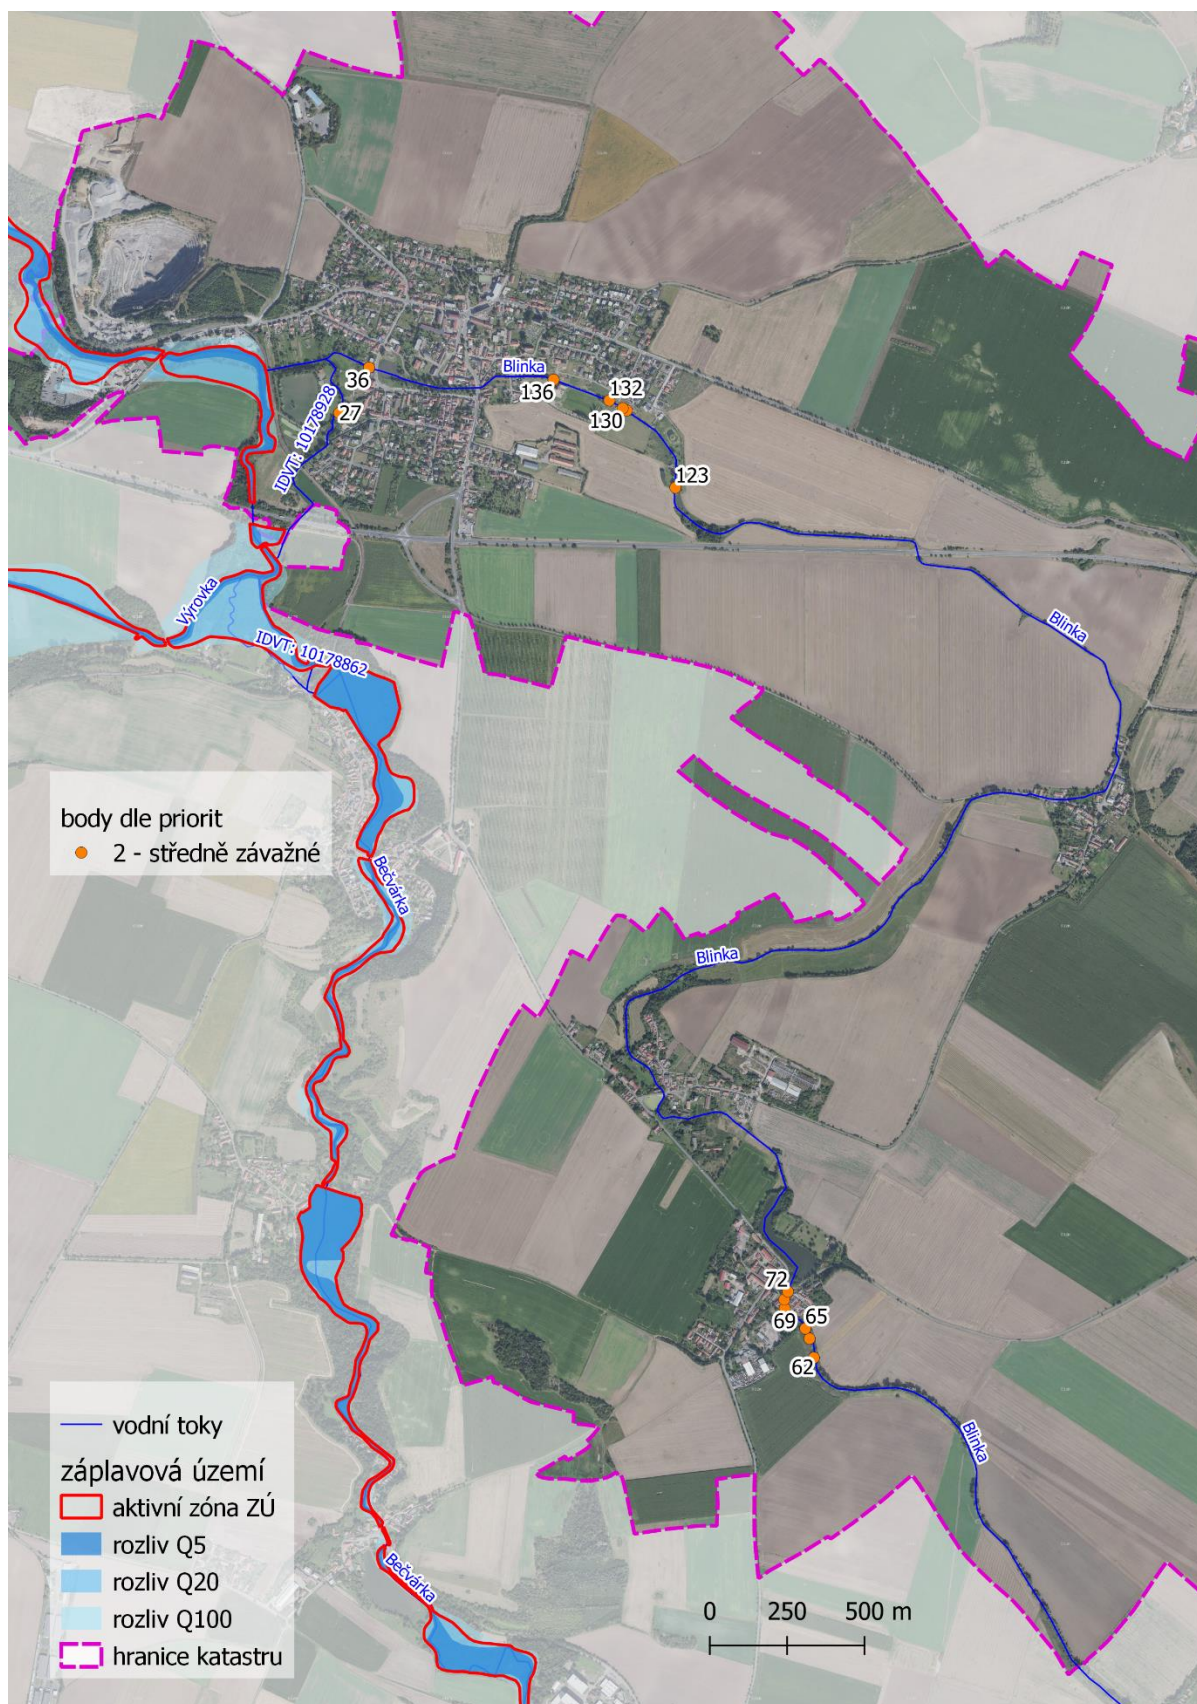 Blinka
36
136
132
27
130
IDVT: 10178928
123
Výrovka
Blinka
IDVT: 10178862
body dle priorit
2 - středně závažné
Bečvárka
Blinka
72
69
65
62
vodní toky
Blinka
záplavová území
aktivní zóna ZÚ
rozliv Q5
rozliv Q20
rozliv Q100
hranice katastru
Bečvárka
0 250 500 m